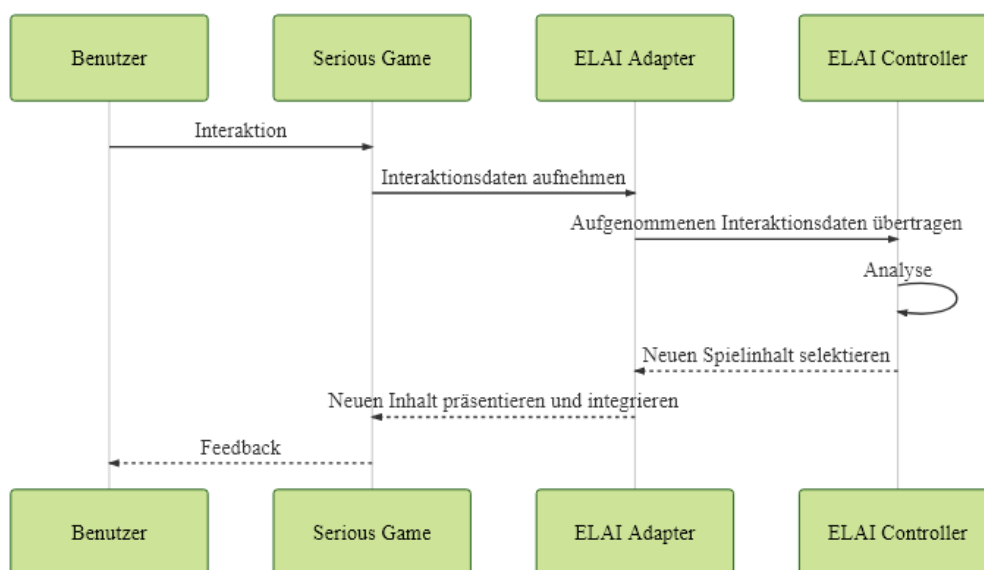 Benutzer
Serious Game
ELAI Adapter
ELAI Controller
Interaktion
Interaktionsdaten aufnehmen
Aufgenommenen Interaktionsdaten übertragen
Analyse
Neuen Spielinhalt selektieren
Neuen Inhalt präsentieren und integrieren
Feedback
Benutzer
Serious Game
ELAI Adapter
ELAI Controller